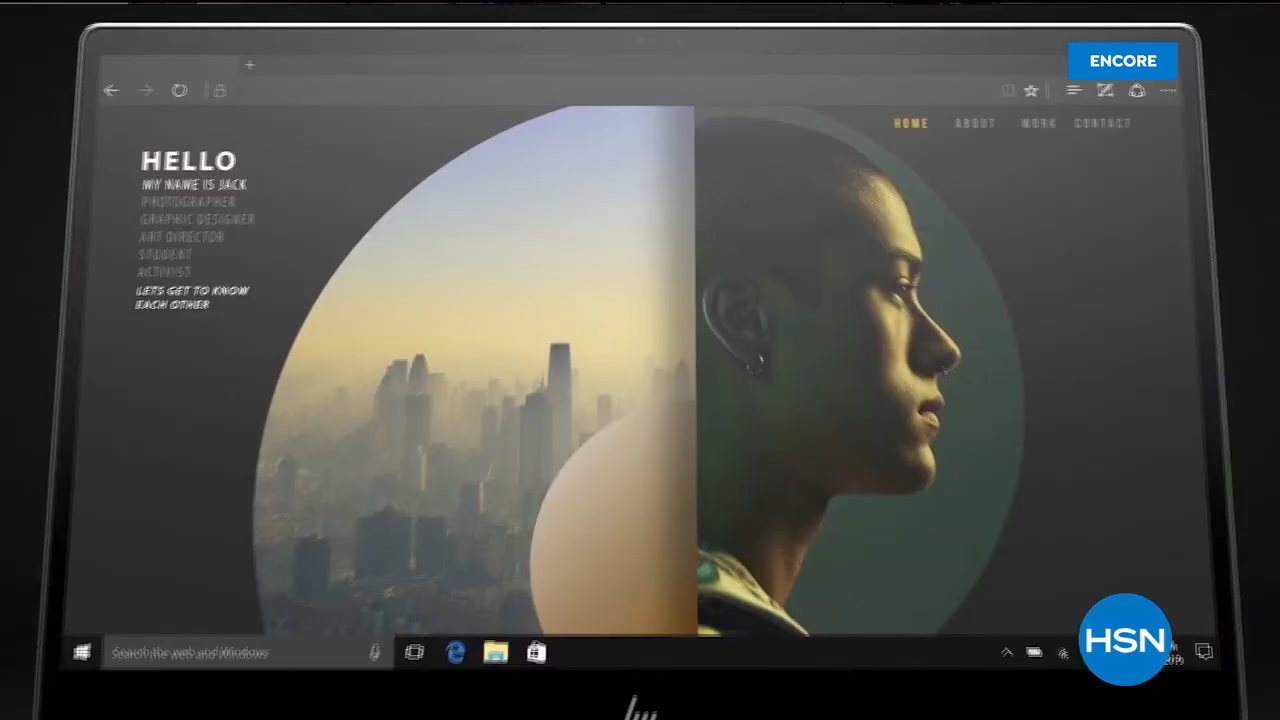 ENCORE
HOME ABOUT WORK CONTACT
HELLO
MY NAME IS JACK
PHOTOGRAPHER
GRAPHIC DESIGNER
ART DIRECTOR
STUDENT
ACTIVIST
LETS GET TO KNOW
EACH OTHER
Search the web and Windows
HSN
hp